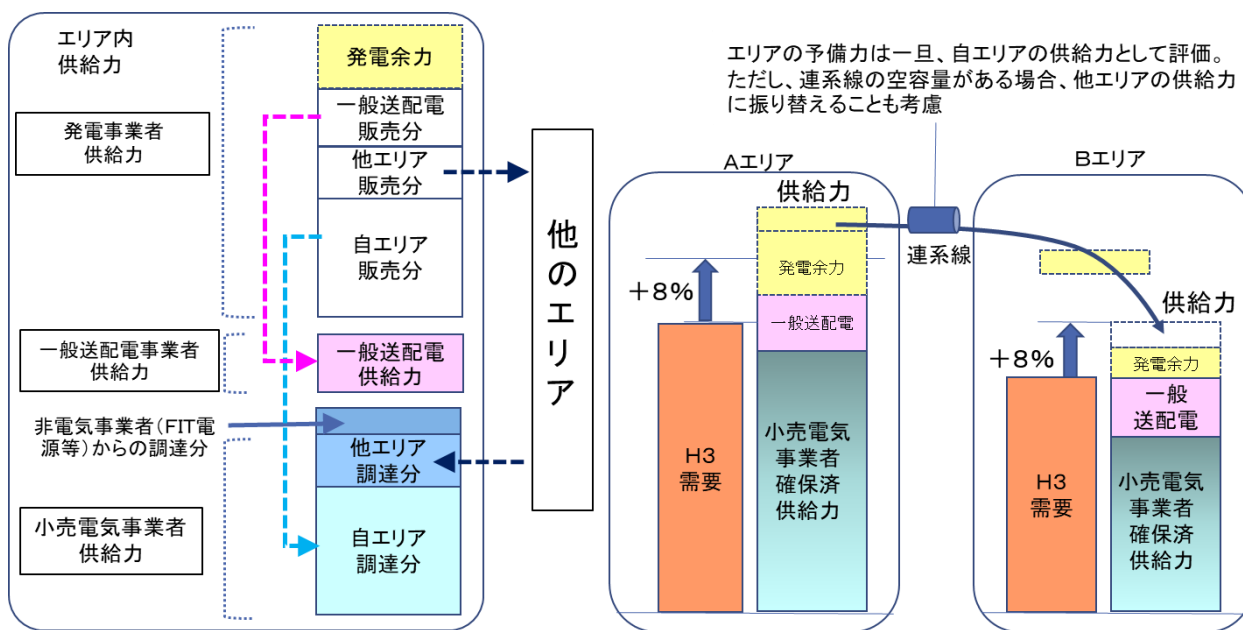 エリア内
供給力
発電事業者
供給力
一般送配電事業者
供給力
非電気事業者(FIT電
源等)からの調達分
小売電気事業者
供給力
発電余力
一般送配電
販売分
他エリア
販売分
自エリア
販売分
一般送配電
供給力
他エリア
調達分
自エリア
調達分
他のエリア
エリアの予備力は一旦、自エリアの供給力として評価。
ただし、連系線の空容量がある場合、他エリアの供給力
に振り替えることも考慮
Aエリア
供給力
発電余力
+8%
一般送配電
H3
需要
小売電気
事業者
確保済
供給力
連系線
Bエリア
供給力
+8%
発電余力
一般
送配電
H3
需要
小売電気
事業者
確保済
供給力